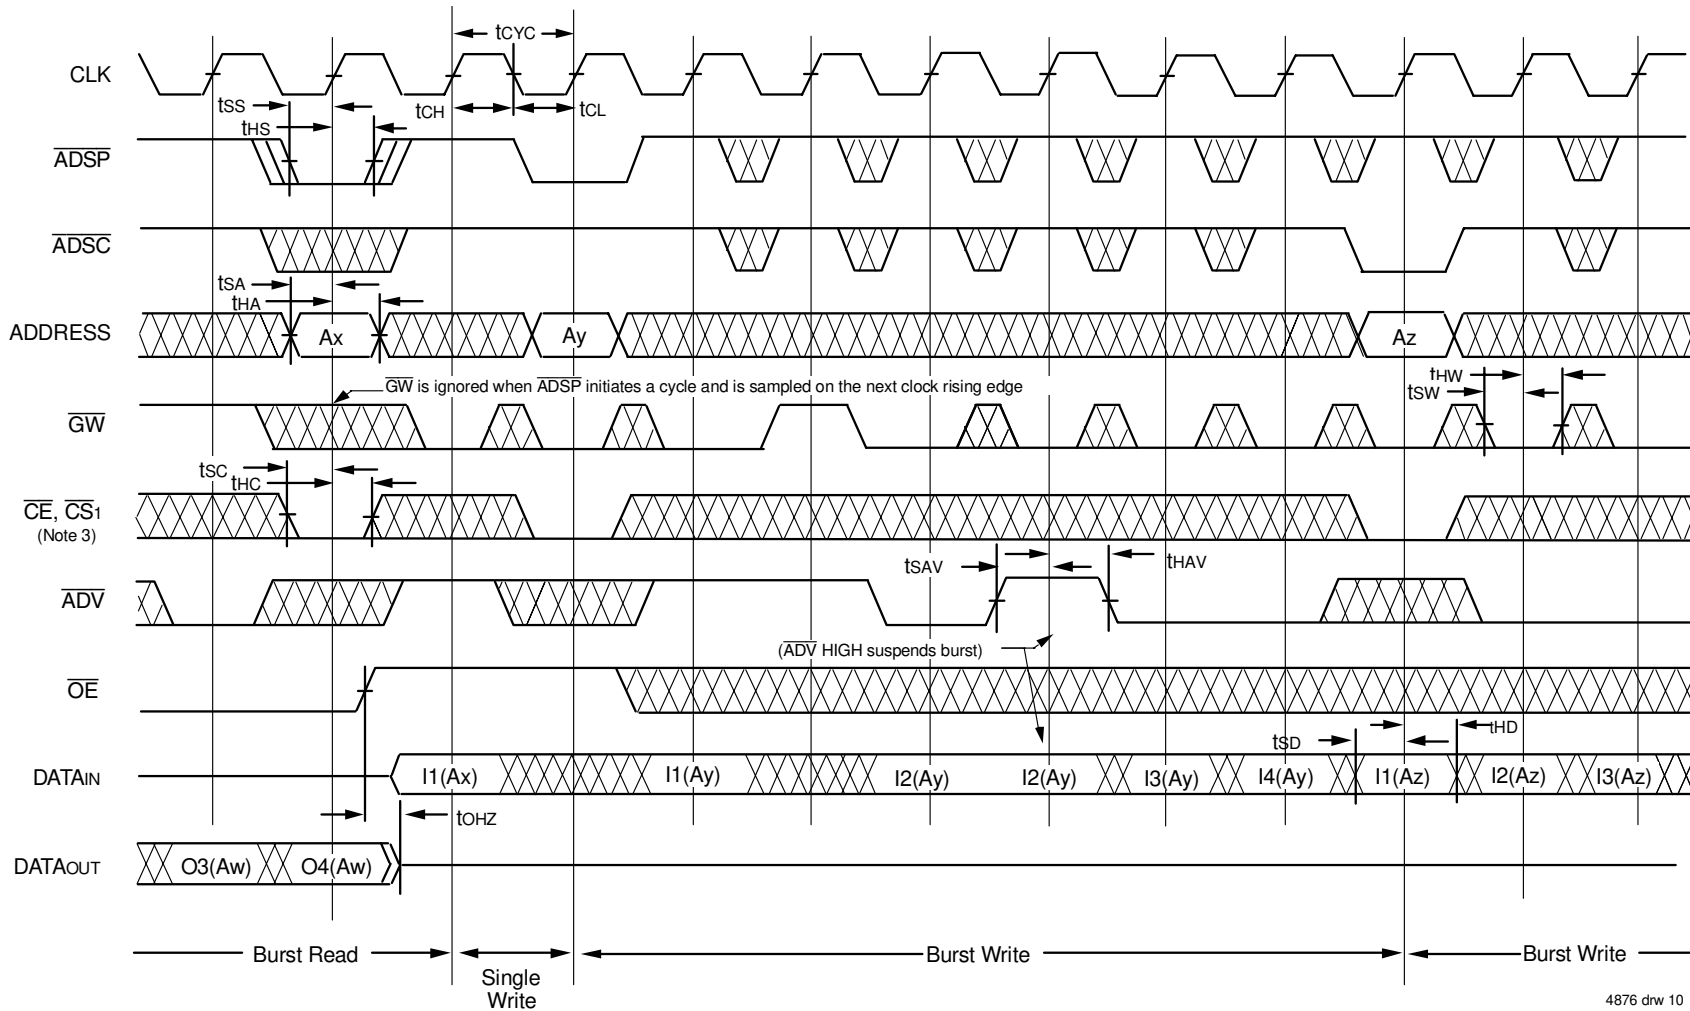 tCYC
CLK
tSS
tCH
tCL
tHS
ADSP
ADSC
tSA
tHA
ADDRESS
Ax
Ay
Az
GW is ignored when ADSP initiates a cycle and is sampled on the next clock rising edge
tHW
tSW
GW
tSC
tHC
CE, CS1
(Note 3)
tSAV
tHAV
ADV
(ADV HIGH suspends burst)
OE
tSD
tHD
DATAIN
I1(Ax)
I1(Ay)
I2(Ay)
I2(Ay)
I3(Ay)
I4(Ay)
I1(Az)
I2(Az)
I3(Az)
tOHZ
DATAOUT
O3(Aw)
O4(Aw)
Burst Read
Single
Write
Burst Write
Burst Write
4876 drw 10